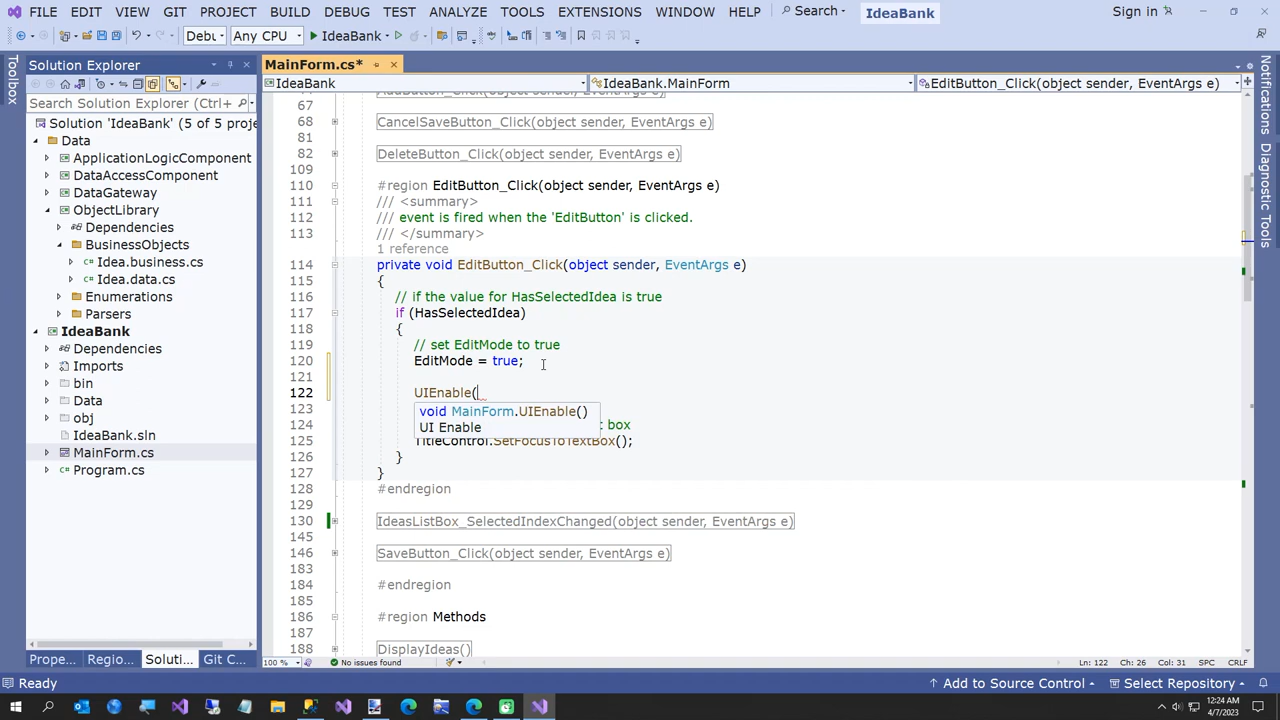 FILE EDIT VIEW GIT PROJECT BUILD DEBUG TEST ANALYZE TOOLS EXTENSIONS WINDOW HELP Search IdeaBank Sign in
Debu Any CPU IdeaBank
Toolbox
Solution Explorer
Search Solution Explorer (Ctrl+
Solution 'IdeaBank' (5 of 5 proje
Data
ApplicationLogicComponent
DataAccessComponent
DataGateway
ObjectLibrary
Dependencies
BusinessObjects
Idea.business.cs
Idea.data.cs
Enumerations
Parsers
IdeaBank
Dependencies
Imports
bin
Data
obj
IdeaBank.sln
MainForm.cs
Program.cs
Prope... Regio... Soluti... Git C...
MainForm.cs*
IdeaBank IdeaBank.MainForm EditButton_Click(object sender, EventArgs e)
67
68 CancelSaveButton_Click(object sender, EventArgs e)
81
82 DeleteButton_Click(object sender, EventArgs e)
109
110 #region EditButton_Click(object sender, EventArgs e)
111 /// <summary>
112 /// event is fired when the 'EditButton' is clicked.
113 /// </summary>
1 reference
114 private void EditButton_Click(object sender, EventArgs e)
115 {
116 // if the value for HasSelectedIdea is true
117 if (HasSelectedIdea)
118 {
119 // set EditMode to true
120 EditMode = true;
121
122 UIEnable(
void MainForm.UIEnable()
UI Enable
123
124 box
125 TitleControl.SetFocusToTextBox();
126 }
127 }
128 #endregion
129
130 IdeasListBox_SelectedIndexChanged(object sender, EventArgs e)
145
146 SaveButton_Click(object sender, EventArgs e)
183
184 #endregion
185
186 #region Methods
187
188 DisplayIdeas()
100 % No issues found Ln: 122 Ch: 26 Col: 31 SPC CRLF
Notifications
Diagnostic Tools
Ready Add to Source Control Select Repository
12:24 AM
4/7/2023